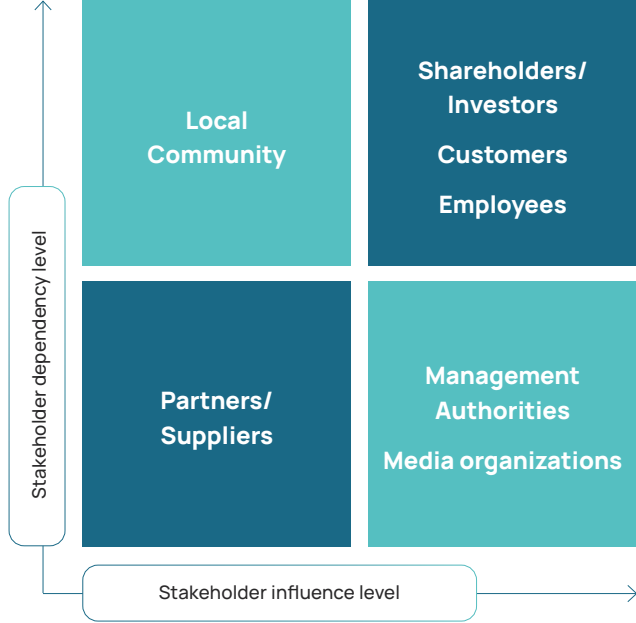 Local
Community
Shareholders/
Investors
Customers
Employees
Stakeholder dependency level
Partners/
Suppliers
Management
Authorities
Media organizations
Stakeholder influence level